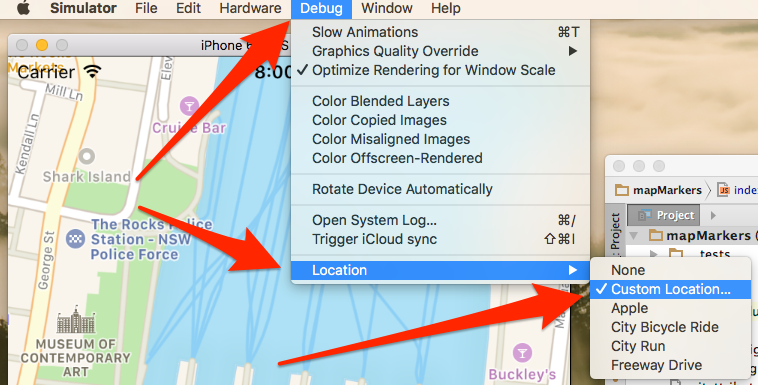 Simulator File Edit Hardware Debug Window Help
iPhone 6
Carrier 8:00
Markets
Mill Ln
Kendall Ln
Cruise Bar
Shark Island
The Rocks Police
Station - NSW
Police Force
George St
MUSEUM OF
CONTEMPORARY
ART
Buckley's
Slow Animations ⌘T
Graphics Quality Override ▶
✓ Optimize Rendering for Window Scale
Color Blended Layers
Color Copied Images
Color Misaligned Images
Color Offscreen-Rendered
Rotate Device Automatically
Open System Log... ⌘/
Trigger iCloud sync ⇧⌘I
Location ▶
None
✓ Custom Location...
Apple
City Bicycle Ride
City Run
Freeway Drive
mapMarkers JS index
Project
Project
mapMarkers
tests